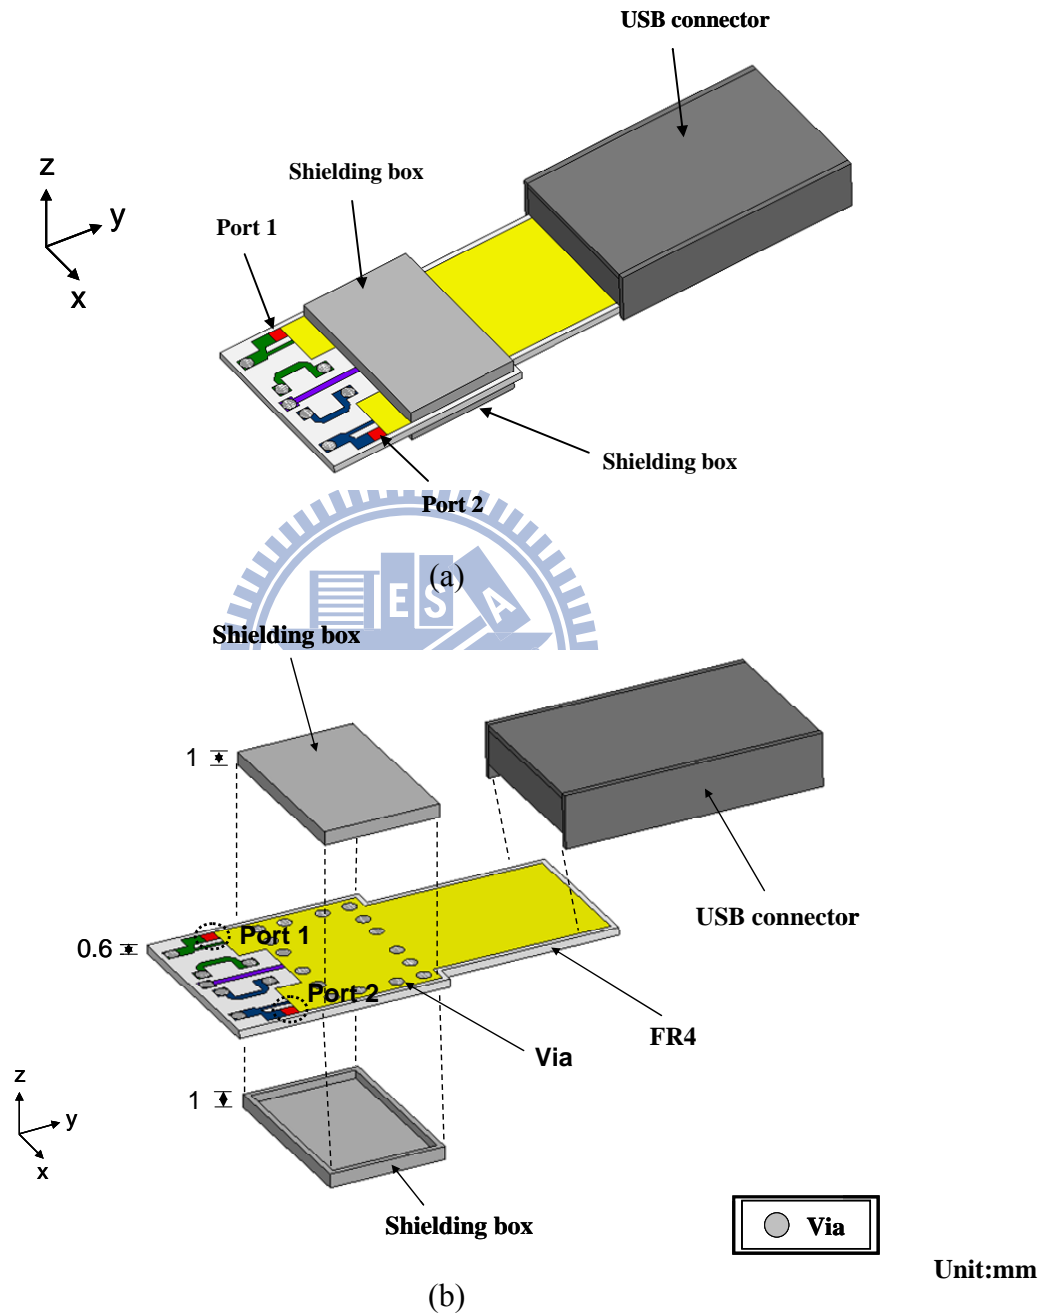 USB connector
Shielding box
z
y
x
Port 1
Shielding box
Port 2
ESA
(a)
Shielding box
1
USB connector
0.6
Port 1
Port 2
FR4
Via
1
z
y
x
Shielding box
Via
Unit:mm
(b)